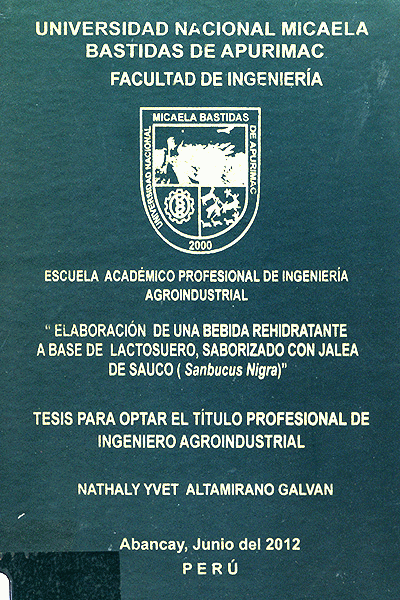 UNIVERSIDAD NACIONAL MICAELA
BASTIDAS DE APURIMAC
FACULTAD DE INGENIERÍA
MICAELA BASTIDAS
UNIVERSIDAD NACIONAL
DE APURIMAC
2000
ESCUELA ACADÉMICO PROFESIONAL DE INGENIERÍA
AGROINDUSTRIAL
“ ELABORACIÓN DE UNA BEBIDA REHIDRATANTE
A BASE DE LACTOSUERO, SABORIZADO CON JALEA
DE SAUCO ( Sanbucus Nigra)”
TESIS PARA OPTAR EL TÍTULO PROFESIONAL DE
INGENIERO AGROINDUSTRIAL
NATHALY YVET ALTAMIRANO GALVAN
Abancay, Junio del 2012
PERÚ